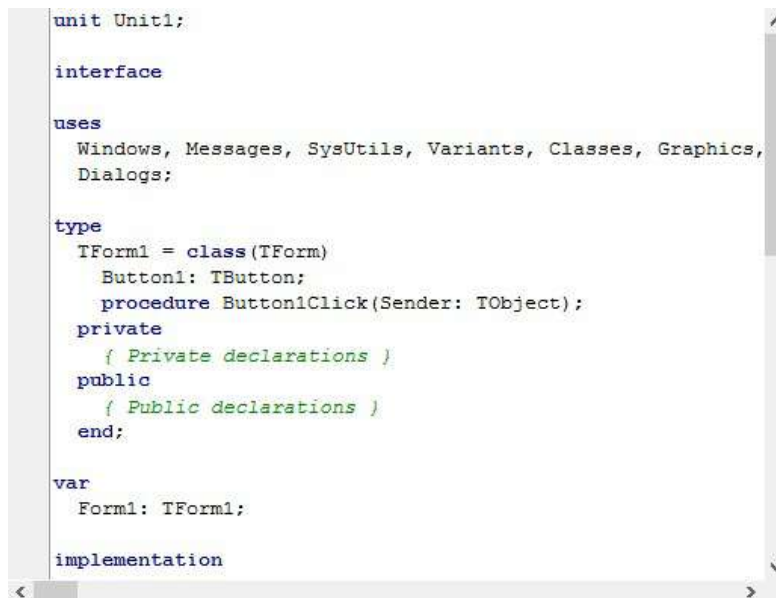 unit Unit1;
interface
uses
Windows, Messages, SysUtils, Variants, Classes, Graphics,
Dialogs;
type
TForm1 = class(TForm)
Button1: TButton;
procedure Button1Click(Sender: TObject);
private
{ Private declarations }
public
{ Public declarations }
end;
var
Form1: TForm1;
implementation